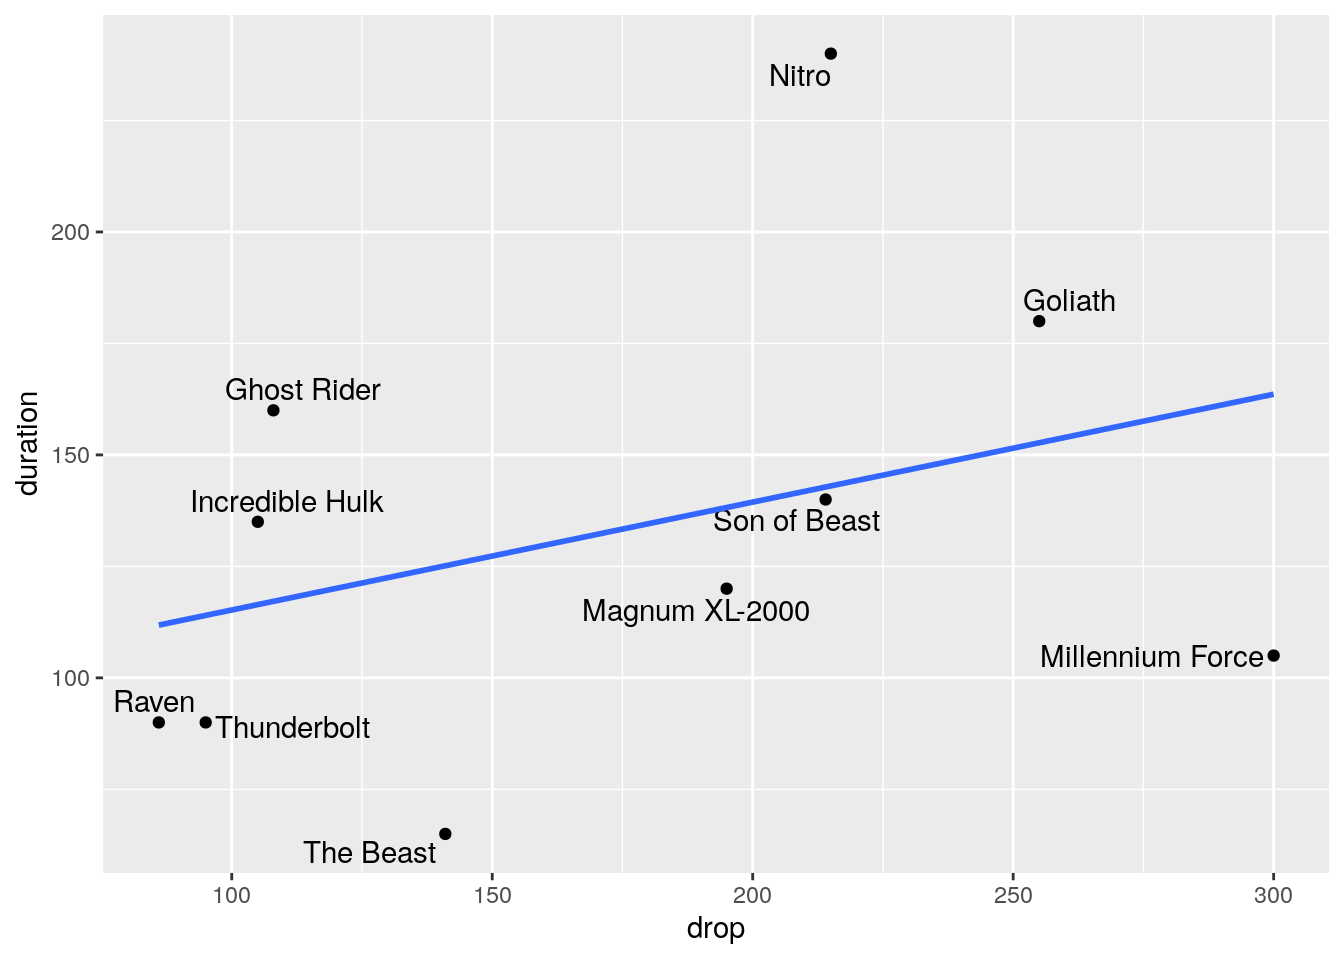 Nitro
200
Goliath
Ghost Rider
150
Incredible Hulk
Son of Beast
Magnum XL-2000
Millennium Force
100
Raven
Thunderbolt
The Beast
duration
100 150 200 250 300
drop